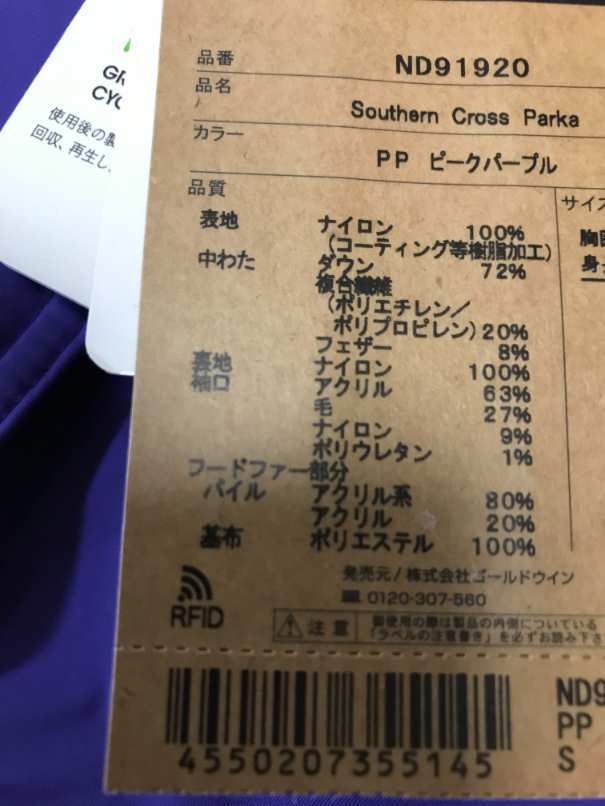 GR
CYC
使用後の製
回収、再生し
品番 ND91920
品名 Southern Cross Parka
カラー PP ピークパープル
品質
サイズ
胸囲
身
表地 ナイロン 100%
(コーティング等樹脂加工)
中わた ダウン 72%
複合繊維
(ポリエチレン/
ポリプロピレン) 20%
フェザー 8%
裏地 ナイロン 100%
袖口 アクリル 63%
毛 27%
ナイロン 9%
ポリウレタン 1%
フードファー部分
パイル アクリル系 80%
アクリル 20%
基布 ポリエステル 100%
発売元/株式会社ゴールドウイン
0120-307-560
RFID
注意
御使用の際は製品の内側についている
「ラベルの注意書き」を必ずお読み下さ
4550207355145
ND9
PP
S